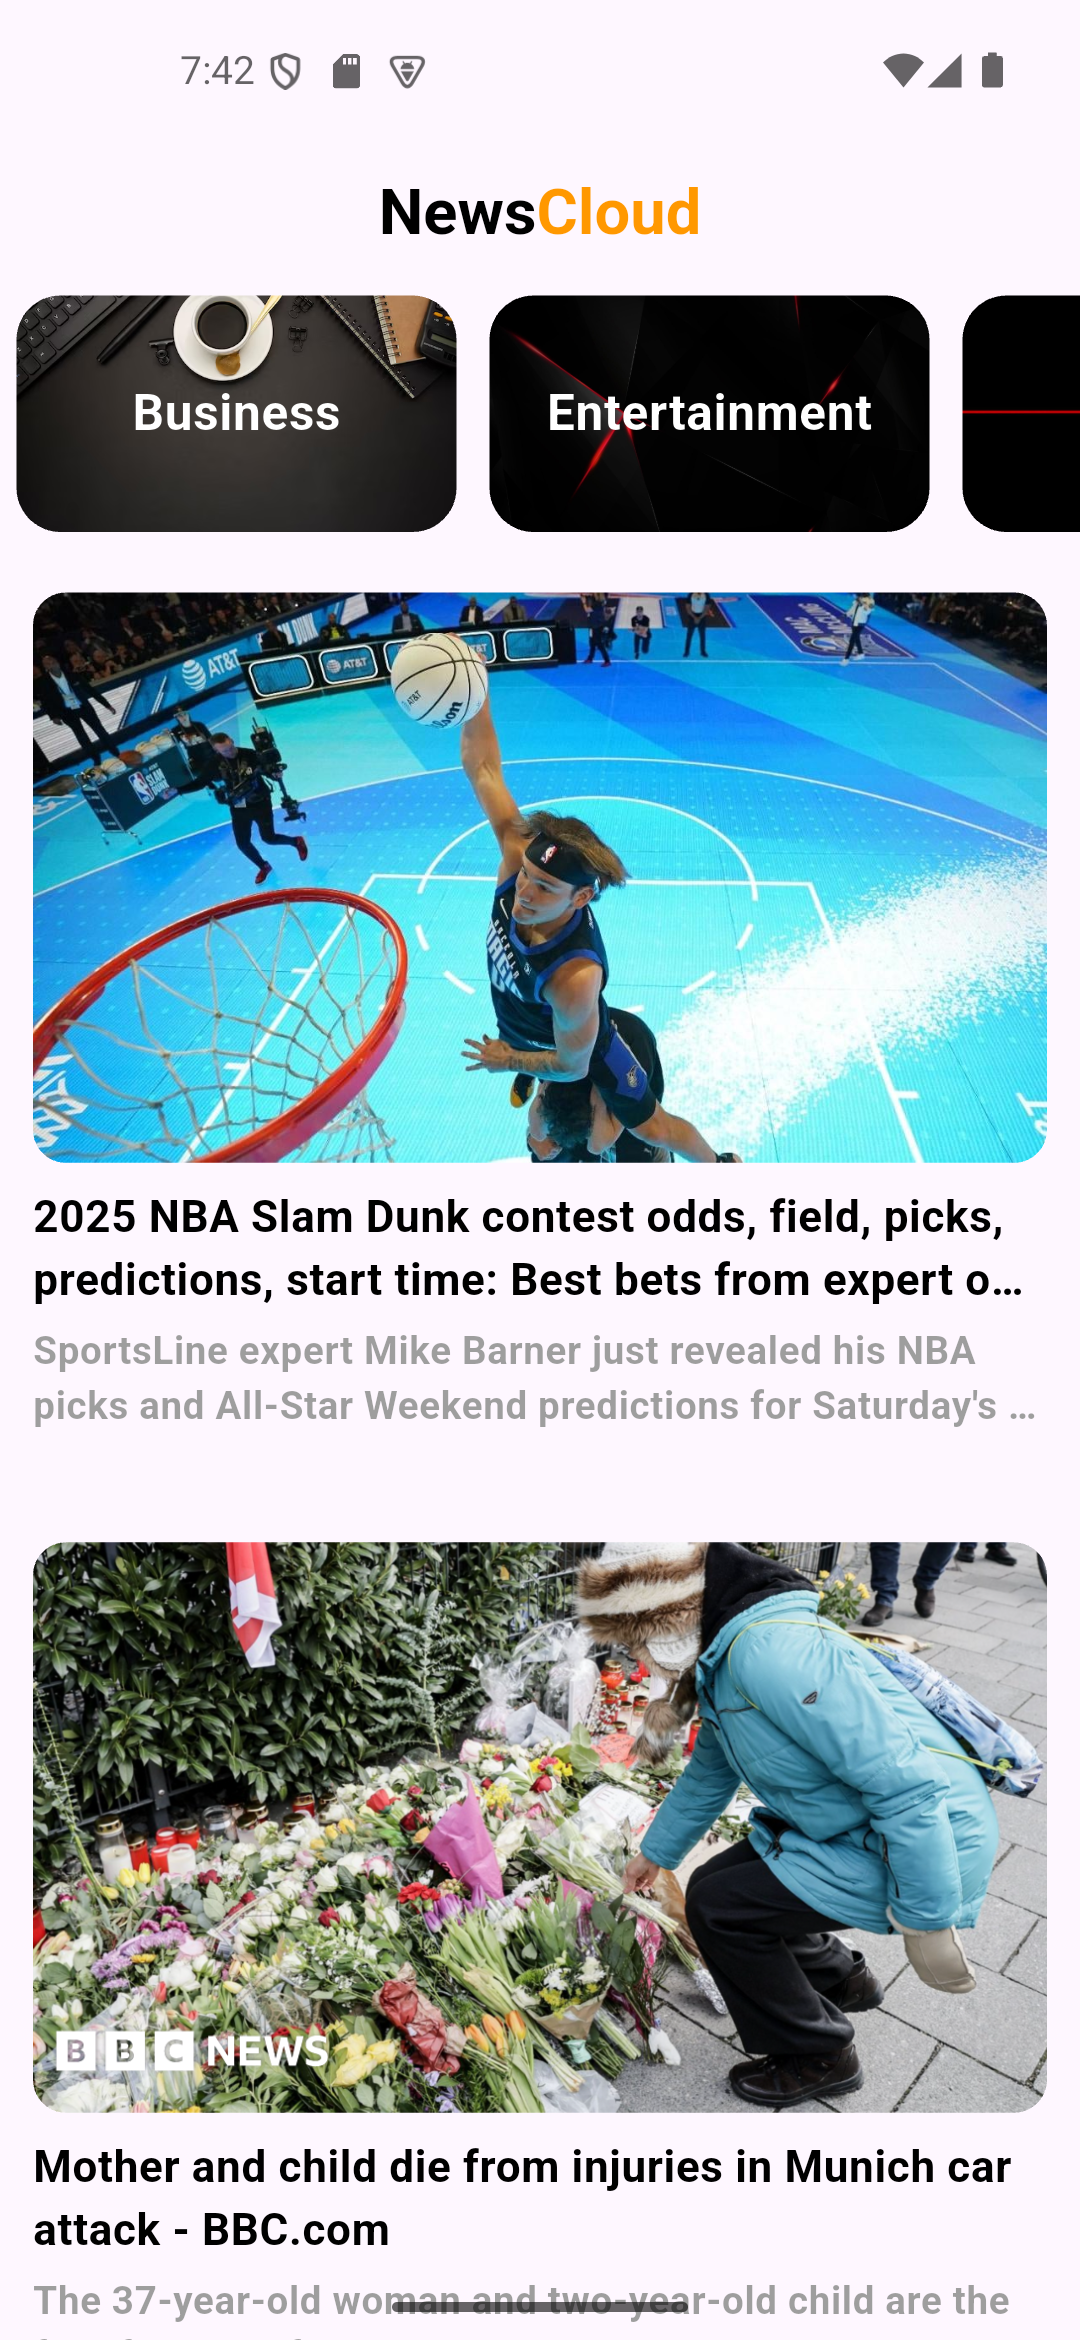 7:42
NewsCloud
Business
Entertainment
AT&T
AT&T
2025 NBA Slam Dunk contest odds, field, picks,
predictions, start time: Best bets from expert o…
SportsLine expert Mike Barner just revealed his NBA
picks and All-Star Weekend predictions for Saturday's …
BBC NEWS
Mother and child die from injuries in Munich car
attack - BBC.com
The 37-year-old woman and two-year-old child are the